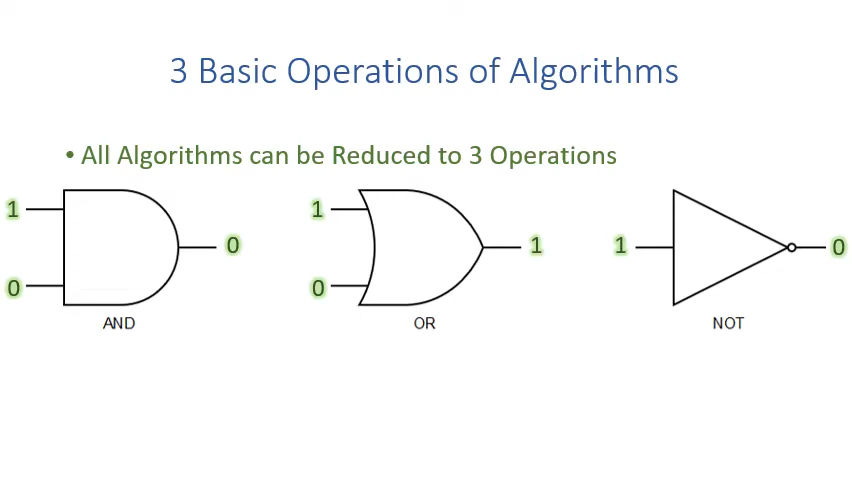 3 Basic Operations of Algorithms
• All Algorithms can be Reduced to 3 Operations
1
0
0
AND
1
0
1
OR
1
0
NOT